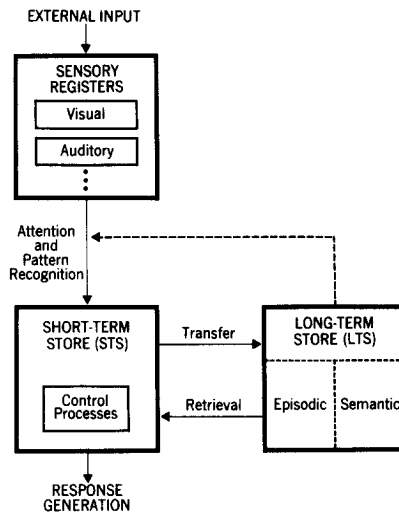 EXTERNAL INPUT
SENSORY
REGISTERS
Visual
Auditory
Attention
and
Pattern
Recognition
SHORT-TERM
STORE (STS)
Transfer
LONG-TERM
STORE (LTS)
Control
Processes
Retrieval
Episodic
Semantic
RESPONSE
GENERATION